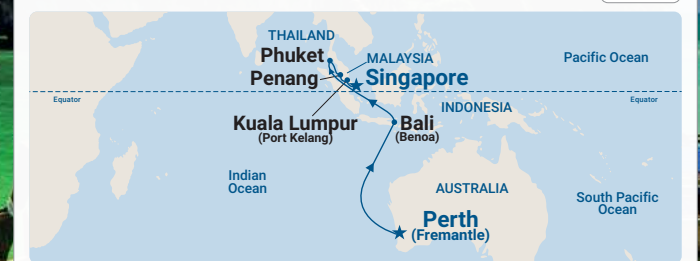 THAILAND
Phuket
MALAYSIA
Pacific Ocean
Penang
Singapore
Equator
Equator
INDONESIA
Kuala Lumpur
(Port Kelang)
Bali
(Benoa)
Indian
Ocean
AUSTRALIA
South Pacific
Ocean
Perth
(Fremantle)